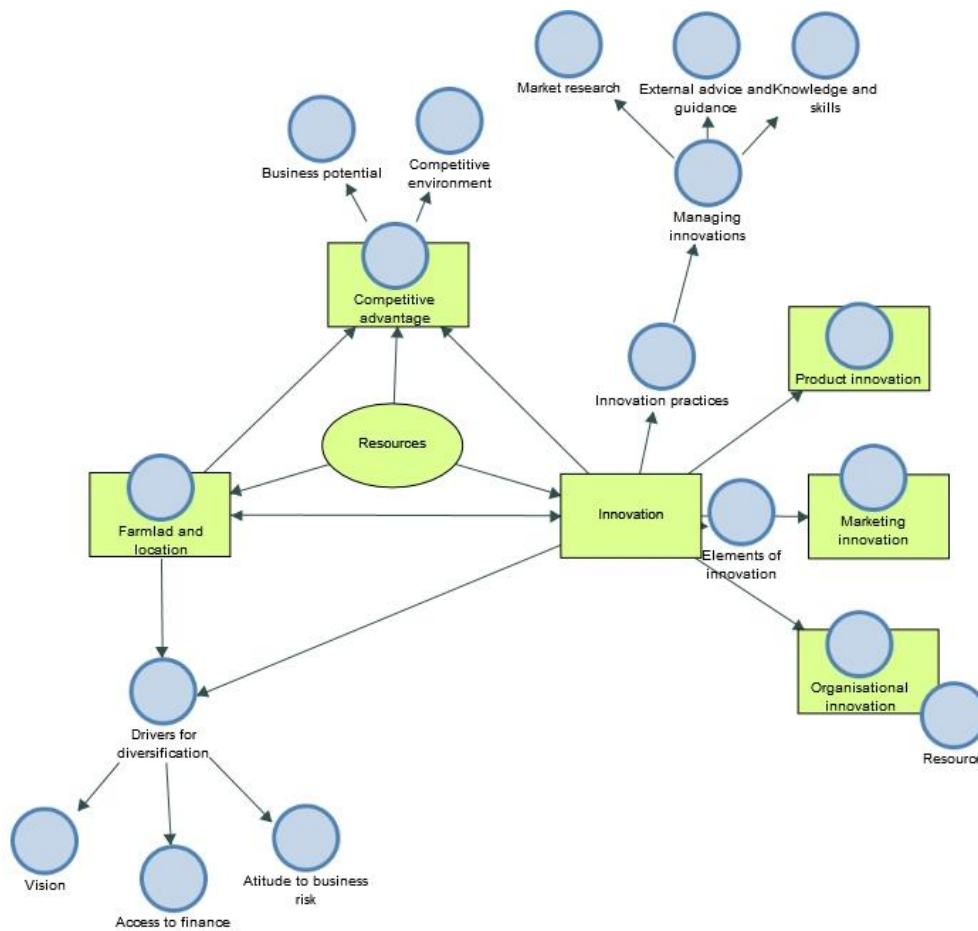 Market research
External advice and
guidance
Knowledge and
skills
Business potential
Competitive
environment
Managing
innovations
Competitive
advantage
Innovation practices
Product innovation
Resources
Farmlad and
location
Innovation
Elements of
innovation
Marketing
innovation
Organisational
innovation
Resource
Drivers for
diversification
Vision
Access to finance
Atitude to business
risk